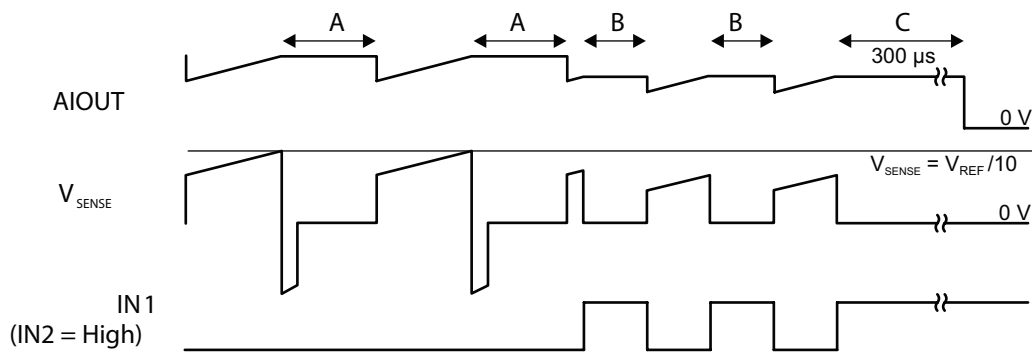 A A B B C
300 µs
AIOUT
0 V
V_SENSE = V_REF /10
V_SENSE
0 V
IN1
(IN2 = High)